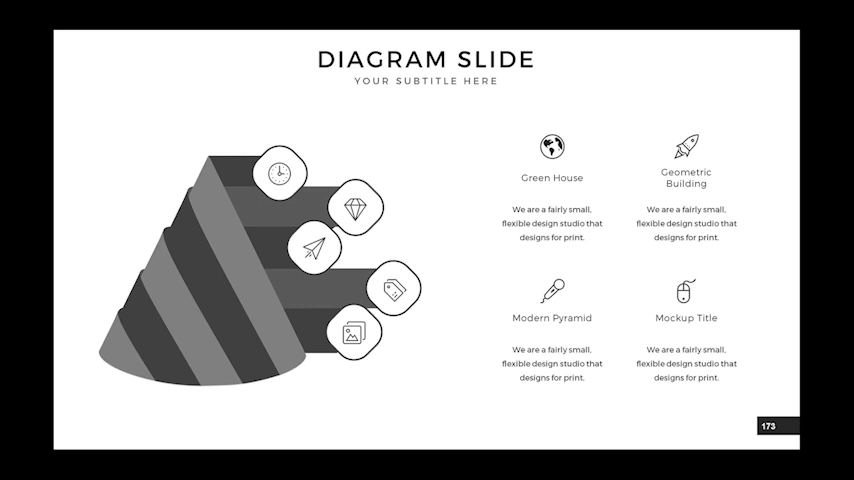 DIAGRAM SLIDE
YOUR SUBTITLE HERE
Green House
We are a fairly small,
flexible design studio that
designs for print.
Geometric
Building
We are a fairly small,
flexible design studio that
designs for print.
Modern Pyramid
We are a fairly small,
flexible design studio that
designs for print.
Mockup Title
We are a fairly small,
flexible design studio that
designs for print.
173